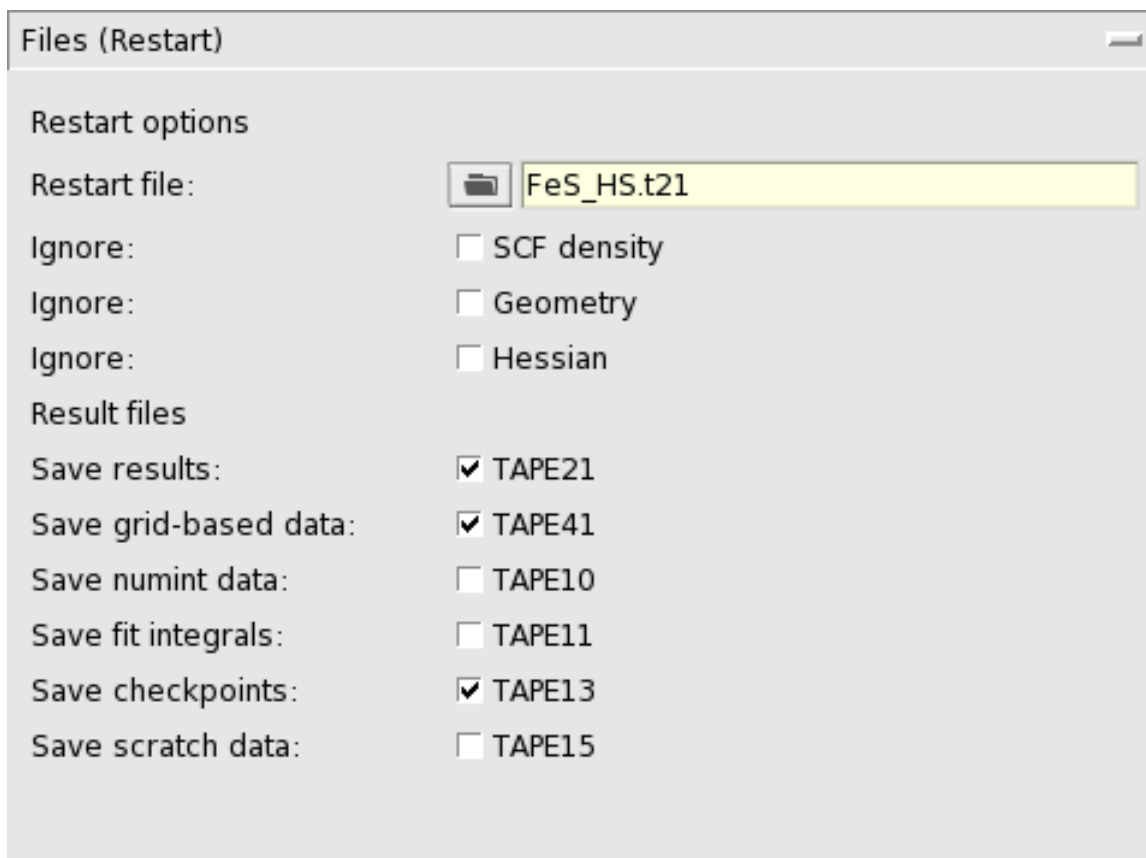 Files (Restart)
Restart options
Restart file: FeS_HS.t21
Ignore: SCF density
Ignore: Geometry
Ignore: Hessian
Result files
Save results: TAPE21
Save grid-based data: TAPE41
Save numint data: TAPE10
Save fit integrals: TAPE11
Save checkpoints: TAPE13
Save scratch data: TAPE15